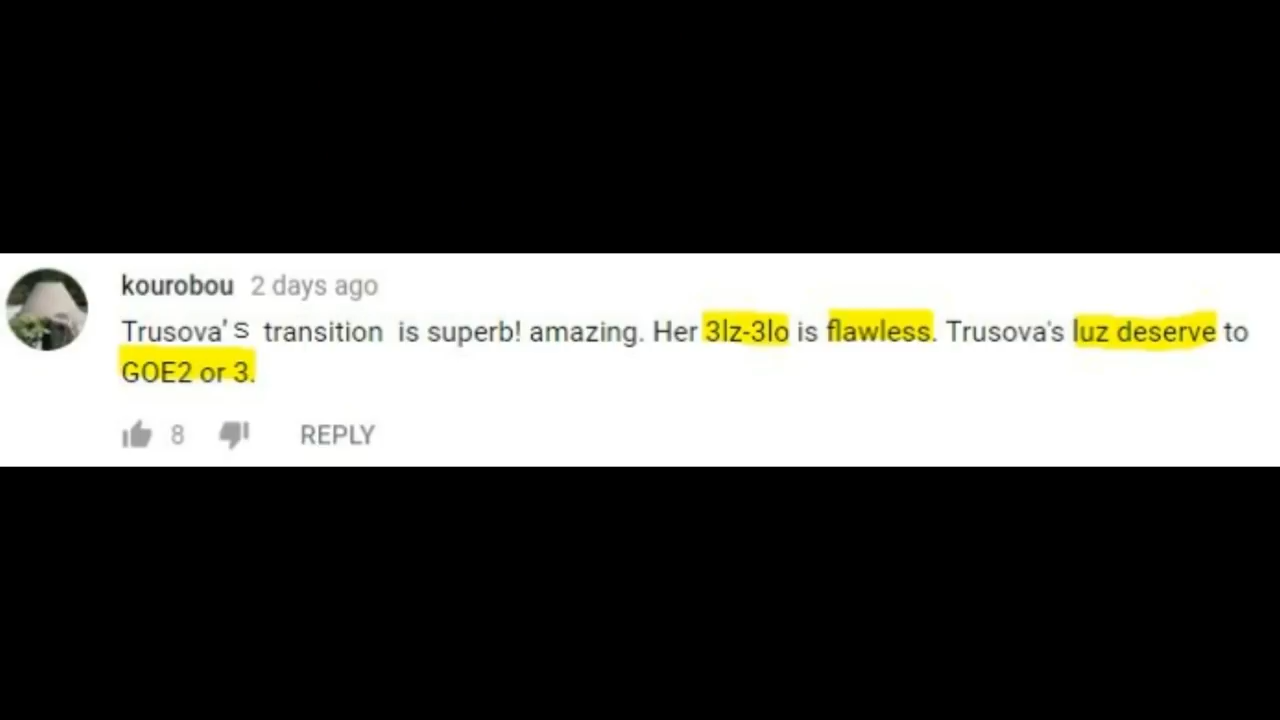 kourobou 2 days ago
Trusova's transition is superb! amazing. Her 3lz-3lo is flawless. Trusova's luz deserve to
GOE2 or 3.
8 REPLY